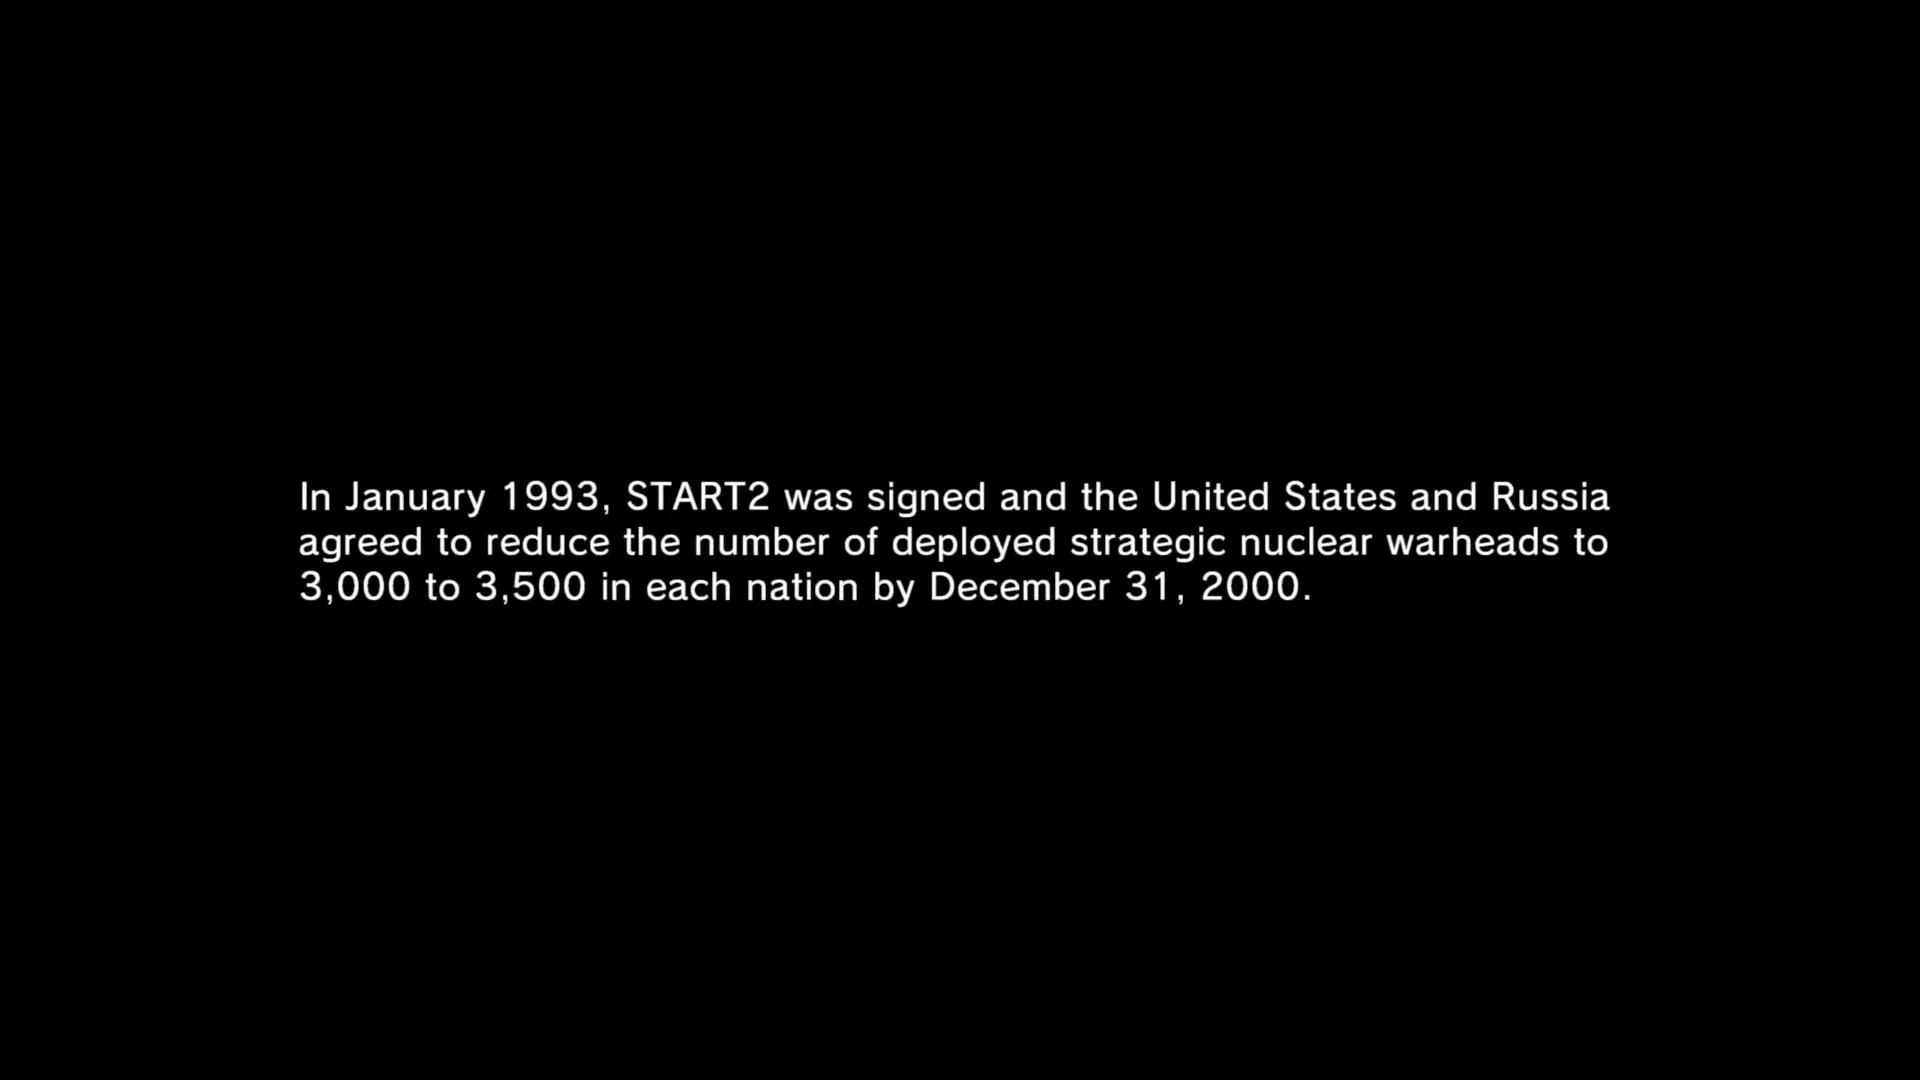 In January 1993, START2 was signed and the United States and Russia
agreed to reduce the number of deployed strategic nuclear warheads to
3,000 to 3,500 in each nation by December 31, 2000.